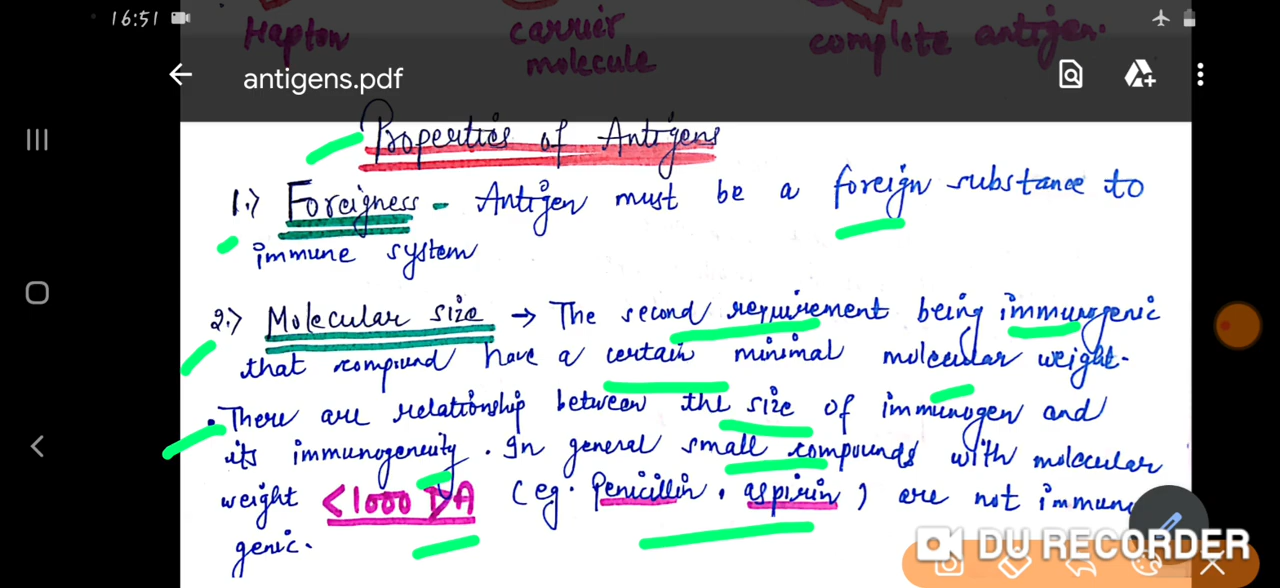 16:51
Hapton
carrier
molecule
complete antigen.
antigens.pdf
Properties of Antigens
1.) Foreigness - Antigen must be a foreign substance to
immune system
2.) Molecular size → The second requirement being immunogenic
that compound have a certain minimal molecular weight.
• There are relationship between the size of immunogen and
its immunogeneity. In general small compounds with molecular
weight <1000 DA (eg. Penicillin, aspirin) are not immuno
genic.
DU RECORDER